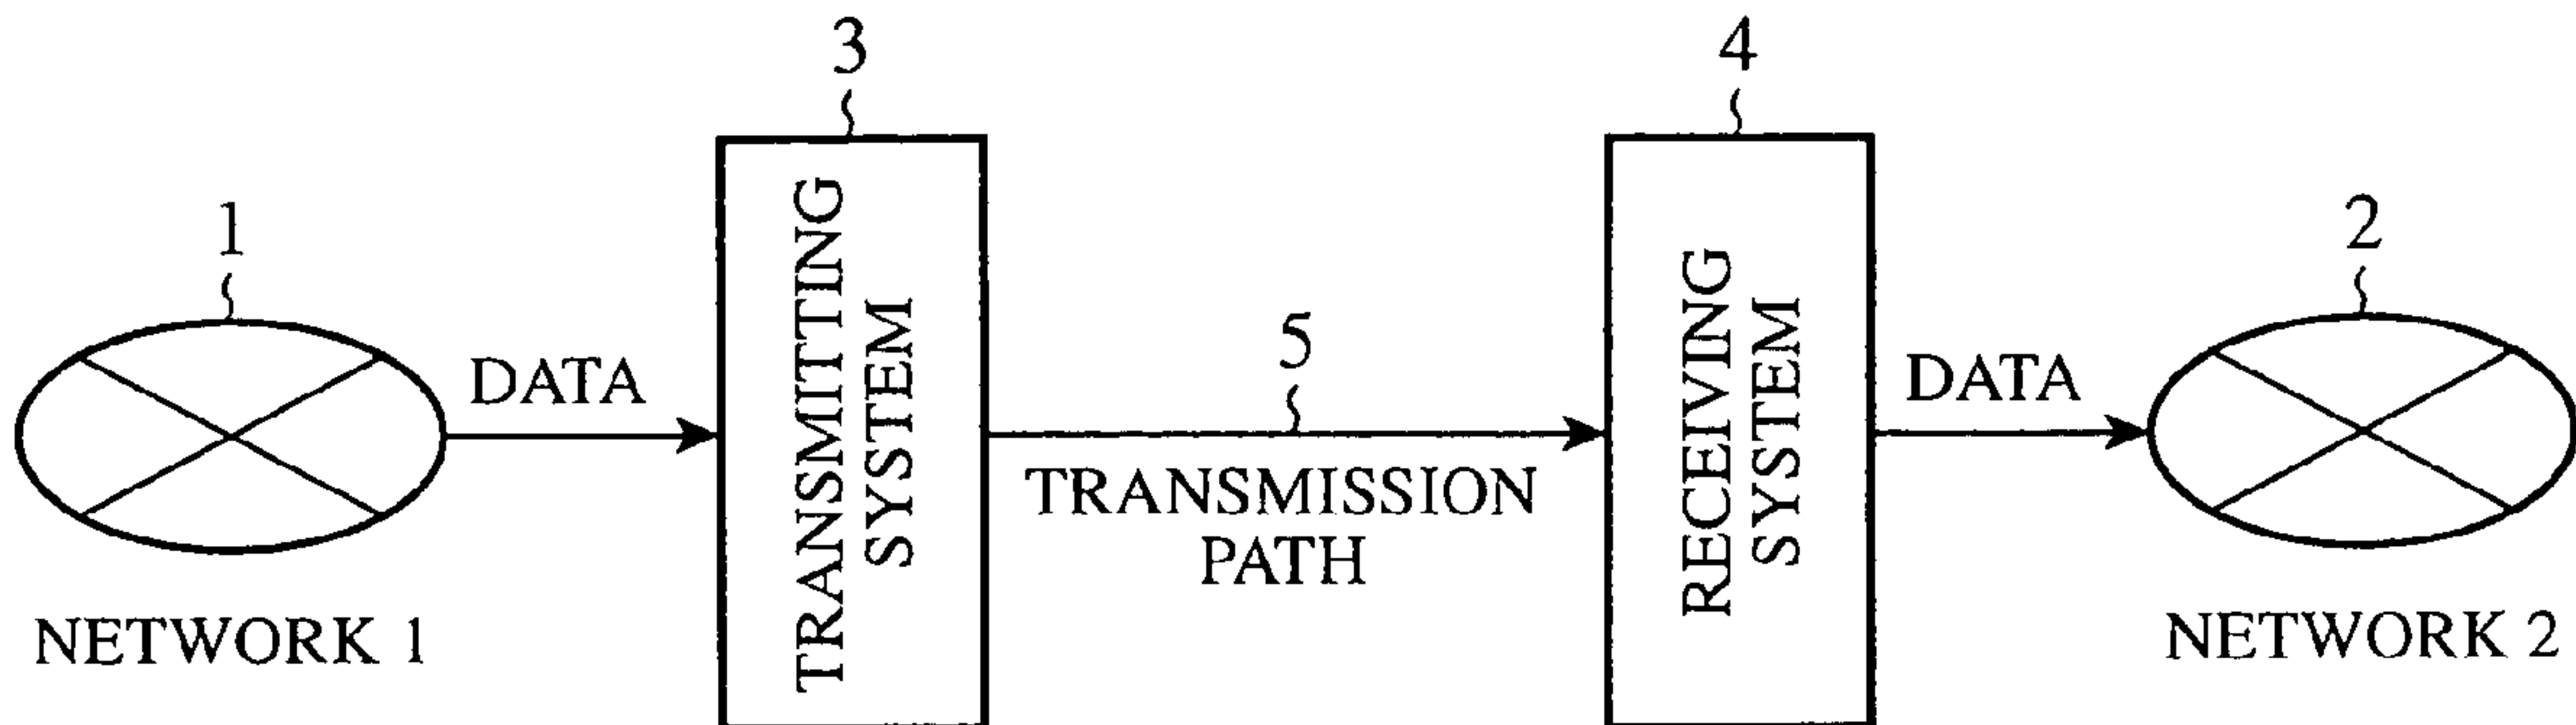 3
4
1
2
TRANSMITTING
SYSTEM
RECEIVING
SYSTEM
5
DATA
DATA
TRANSMISSION
PATH
NETWORK 1
NETWORK 2